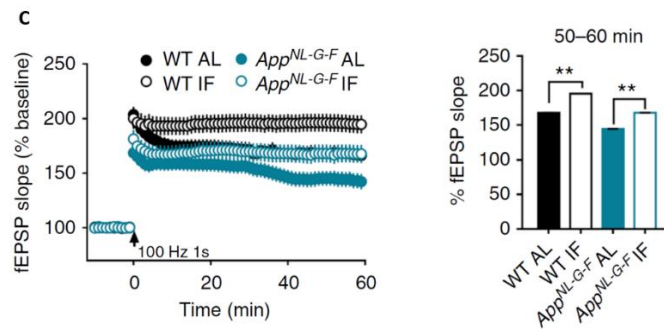 C
WT AL
App^NL-G-F AL
WT IF
App^NL-G-F IF
fEPSP slope (% baseline)
250
200
150
100
100 Hz 1s
0
20
40
60
Time (min)
50–60 min
% fEPSP slope
250
200
150
100
50
0
**
**
WT AL
WT IF
App^NL-G-F AL
App^NL-G-F IF